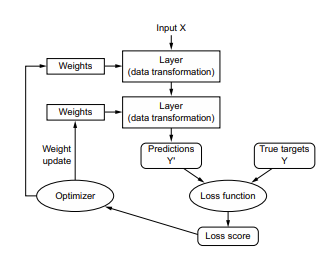 Input X
Weights
Layer
(data transformation)
Weights
Layer
(data transformation)
Weight
update
Predictions
Y'
True targets
Y
Optimizer
Loss function
Loss score